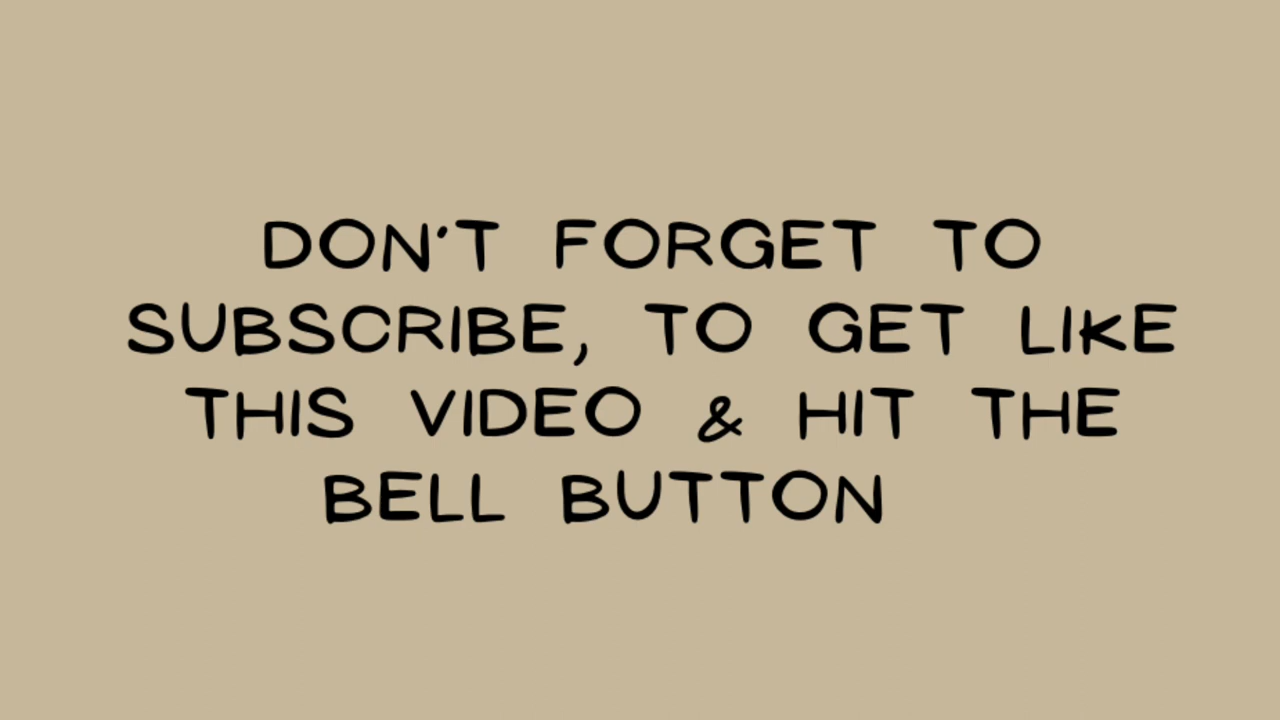 DON'T FORGET TO
SUBSCRIBE, TO GET LIKE
THIS VIDEO & HIT THE
BELL BUTTON